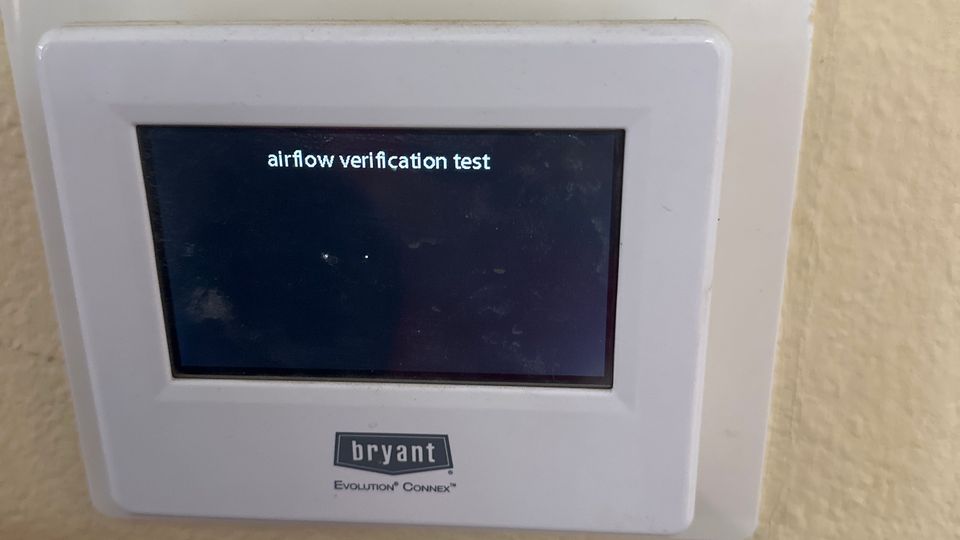 airflow verification test
bryant
EVOLUTION® CONNEX™